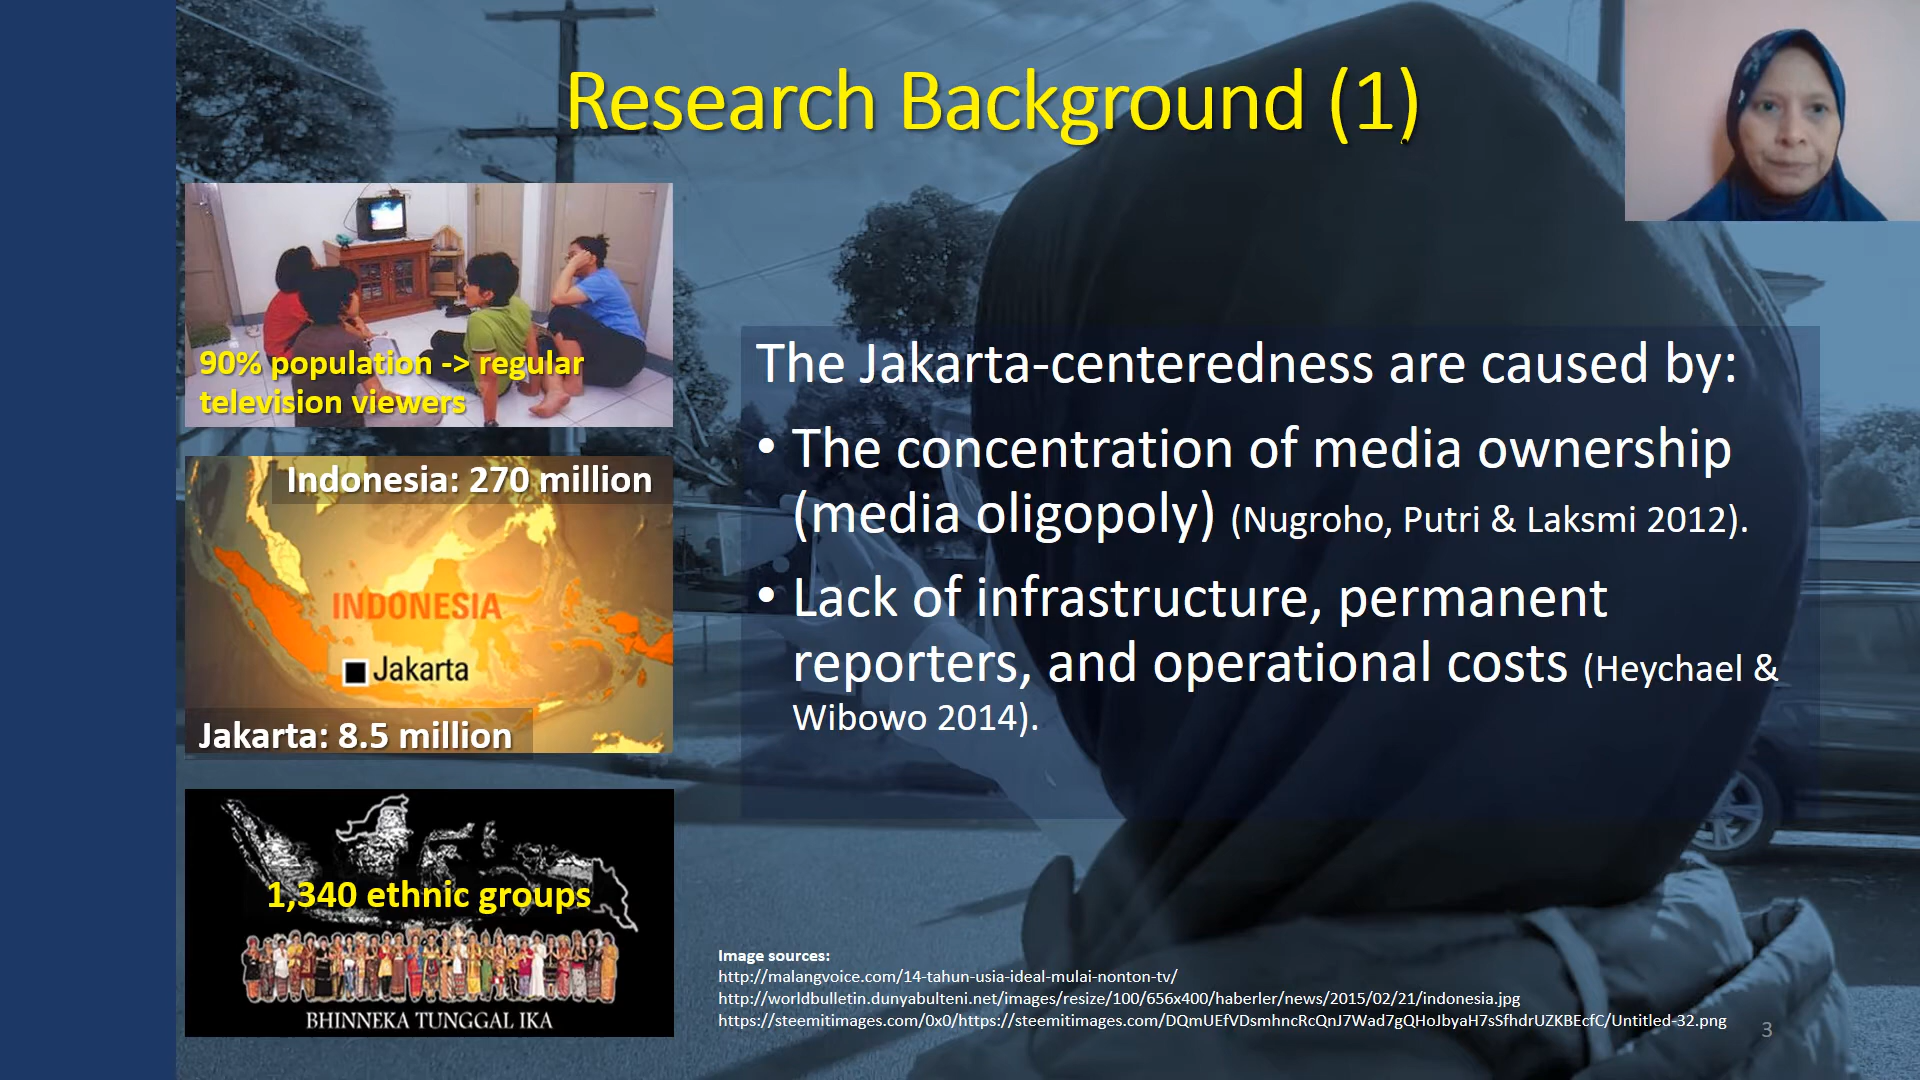 Research Background (1)
90% population -> regular
television viewers
Indonesia: 270 million
INDONESIA
Jakarta
Jakarta: 8.5 million
1,340 ethnic groups
BHINNEKA TUNGGAL IKA
The Jakarta-centeredness are caused by:
• The concentration of media ownership
(media oligopoly) (Nugroho, Putri & Laksmi 2012).
• Lack of infrastructure, permanent
reporters, and operational costs (Heychael &
Wibowo 2014).
Image sources:
http://malangvoice.com/14-tahun-usia-ideal-mulai-nonton-tv/
http://worldbulletin.dunyabulteni.net/images/resize/100/656x400/haberler/news/2015/02/21/indonesia.jpg
https://steemitimages.com/0x0/https://steemitimages.com/DQmUEfVDsmhncRcQnJ7Wad7gQHoJbyaH7sSfhdrUZKBEcfC/Untitled-32.png
3